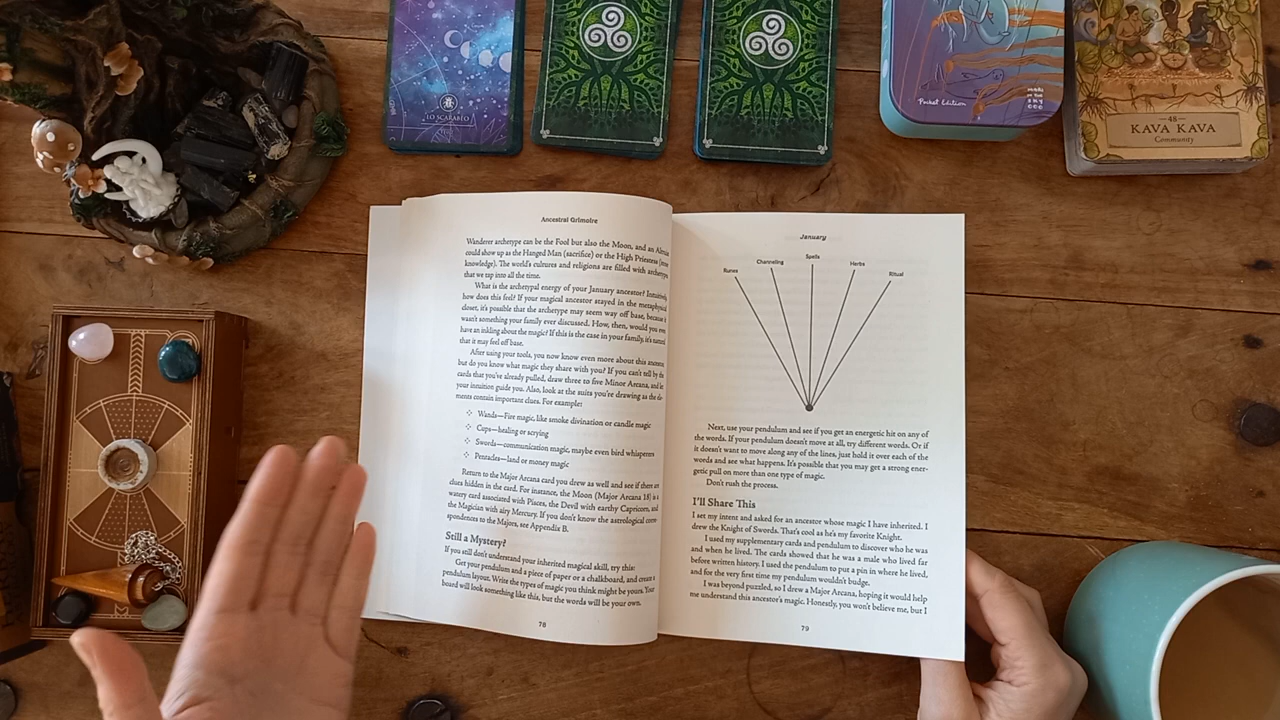 LO SCARABEO
Pocket Edition
48
KAVA KAVA
Community
Ancestral Grimoire
Wanderer archetype can be the Fool but also the Moon, and an
could show up as the Hanged Man (sacrifice) or the High Priestess
knowledge). The world's cultures and religions are filled with archetypes
that we tap into all the time.
What is the archetypal energy of your January ancestor? Intuitively,
how does this feel? If your magical ancestor stayed in the metaphysical
closet, it's possible that the archetype may seem way off base, because it
wasn't something your family ever discussed. How, then, would you even
have an inkling about the magic? If this is the case in your family, it's natural
that it may feel off base.
After using your tools, you now know even more about this ancestor,
but do you know what magic they share with you? If you can't tell by the
cards that you've already pulled, draw three to five Minor Arcana, and let
your intuition guide you. Also, look at the suits you're drawing as the ele-
ments contain important clues. For example:
Wands—Fire magic, like smoke divination or candle magic
Cups—healing or scrying
Swords—communication magic, maybe even bird whisperers
Pentacles—land or money magic
Return to the Major Arcana card you drew as well and see if there are
clues hidden in the card. For instance, the Moon (Major Arcana 18) is a
watery card associated with Pisces, the Devil with earthy Capricorn, and
the Magician with airy Mercury. If you don't know the astrological corre-
spondences to the Majors, see Appendix B.
Still a Mystery?
If you still don't understand your inherited magical skill, try this:
Get your pendulum and a piece of paper or a chalkboard, and create a
pendulum layout. Write the types of magic you think might be yours. Your
board will look something like this, but the words will be your own.
78
January
Runes
Channeling
Spells
Herbs
Ritual
Next, use your pendulum and see if you get an energetic hit on any of
the words. If your pendulum doesn't move at all, try different words. Or if
it doesn't want to move along any of the lines, just hold it over each of the
words and see what happens. It's possible that you may get a strong ener-
getic pull on more than one type of magic.
Don't rush the process.
I'll Share This
I set my intent and asked for an ancestor whose magic I have inherited. I
drew the Knight of Swords. That's cool as he's my favorite Knight.
I used my supplementary cards and pendulum to discover who he was
and when he lived. The cards showed that he was a male who lived far
before written history. I used the pendulum to put a pin in where he lived,
and for the very first time my pendulum wouldn't budge.
I was beyond puzzled, so I drew a Major Arcana, hoping it would help
me understand this ancestor's magic. Honestly, you won't believe me, but I
79